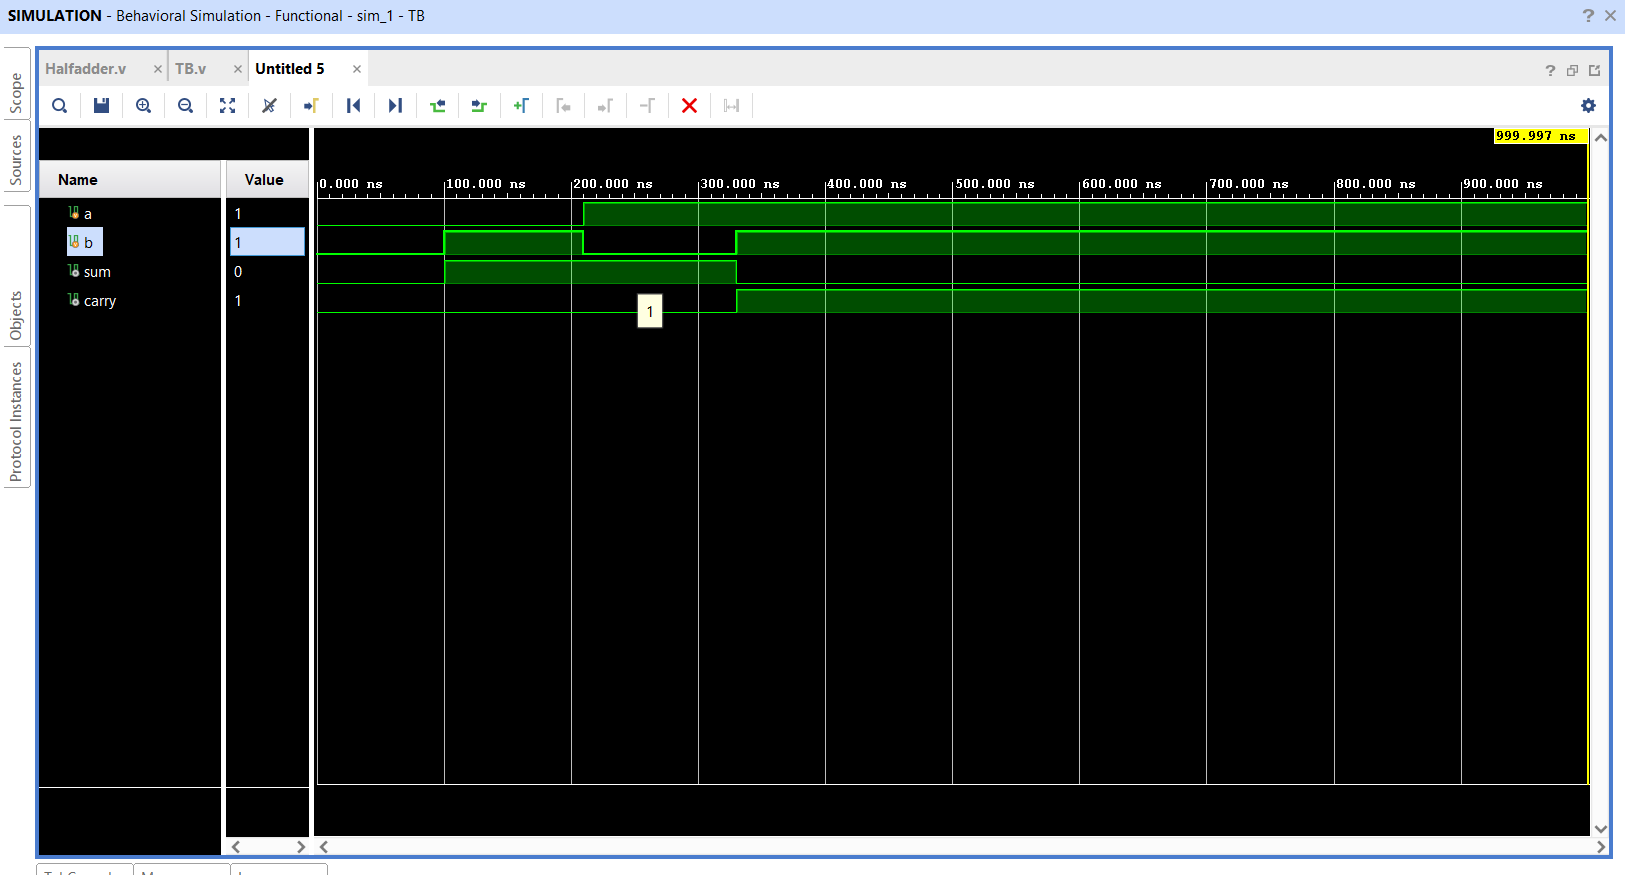 SIMULATION - Behavioral Simulation - Functional - sim_1 - TB
Scope
Sources
Objects
Protocol Instances
Halfadder.v
TB.v
Untitled 5
999.997 ns
Name
Value
0.000 ns 100.000 ns 200.000 ns 300.000 ns 400.000 ns 500.000 ns 600.000 ns 700.000 ns 800.000 ns 900.000 ns
a 1
b 1
sum 0
carry 1
1